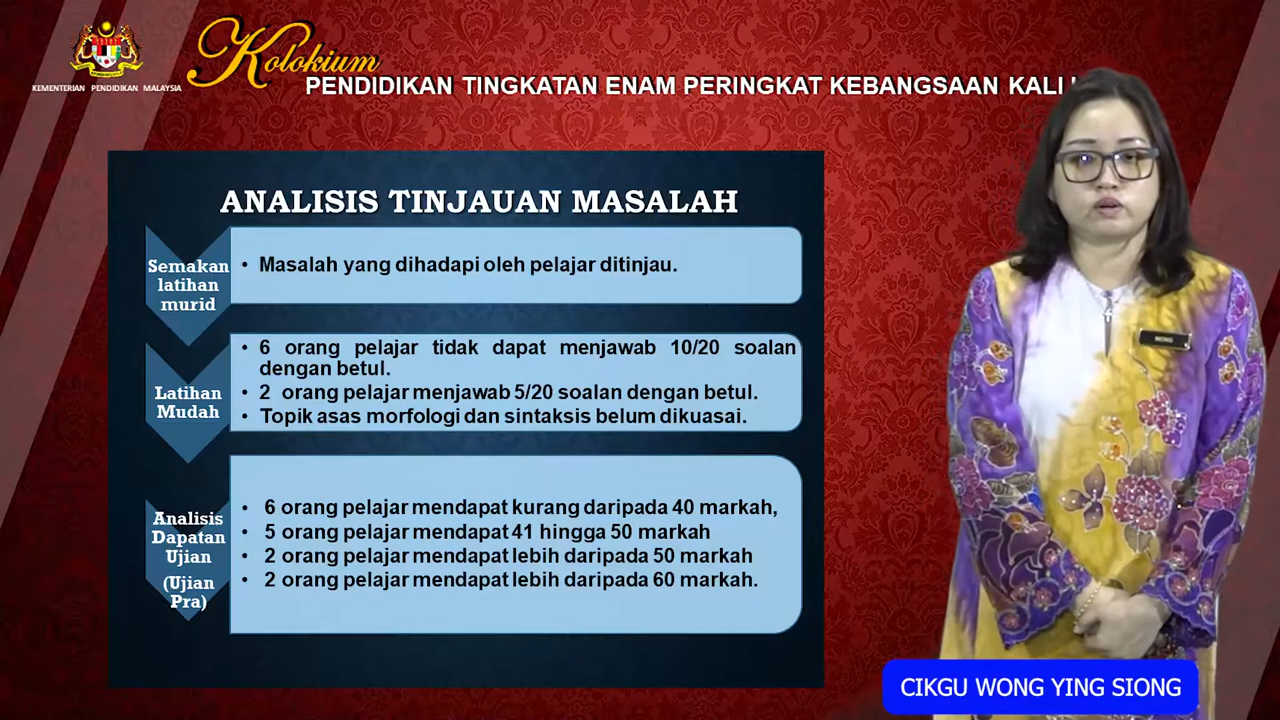 KEMENTERIAN PENDIDIKAN MALAYSIA
Kolokium
PENDIDIKAN TINGKATAN ENAM PERINGKAT KEBANGSAAN KALI
ANALISIS TINJAUAN MASALAH
Semakan
latihan
murid
• Masalah yang dihadapi oleh pelajar ditinjau.
Latihan
Mudah
• 6 orang pelajar tidak dapat menjawab 10/20 soalan
dengan betul.
• 2 orang pelajar menjawab 5/20 soalan dengan betul.
• Topik asas morfologi dan sintaksis belum dikuasai.
Analisis
Dapatan
Ujian
(Ujian
Pra)
• 6 orang pelajar mendapat kurang daripada 40 markah,
• 5 orang pelajar mendapat 41 hingga 50 markah
• 2 orang pelajar mendapat lebih daripada 50 markah
• 2 orang pelajar mendapat lebih daripada 60 markah.
WONG
CIKGU WONG YING SIONG